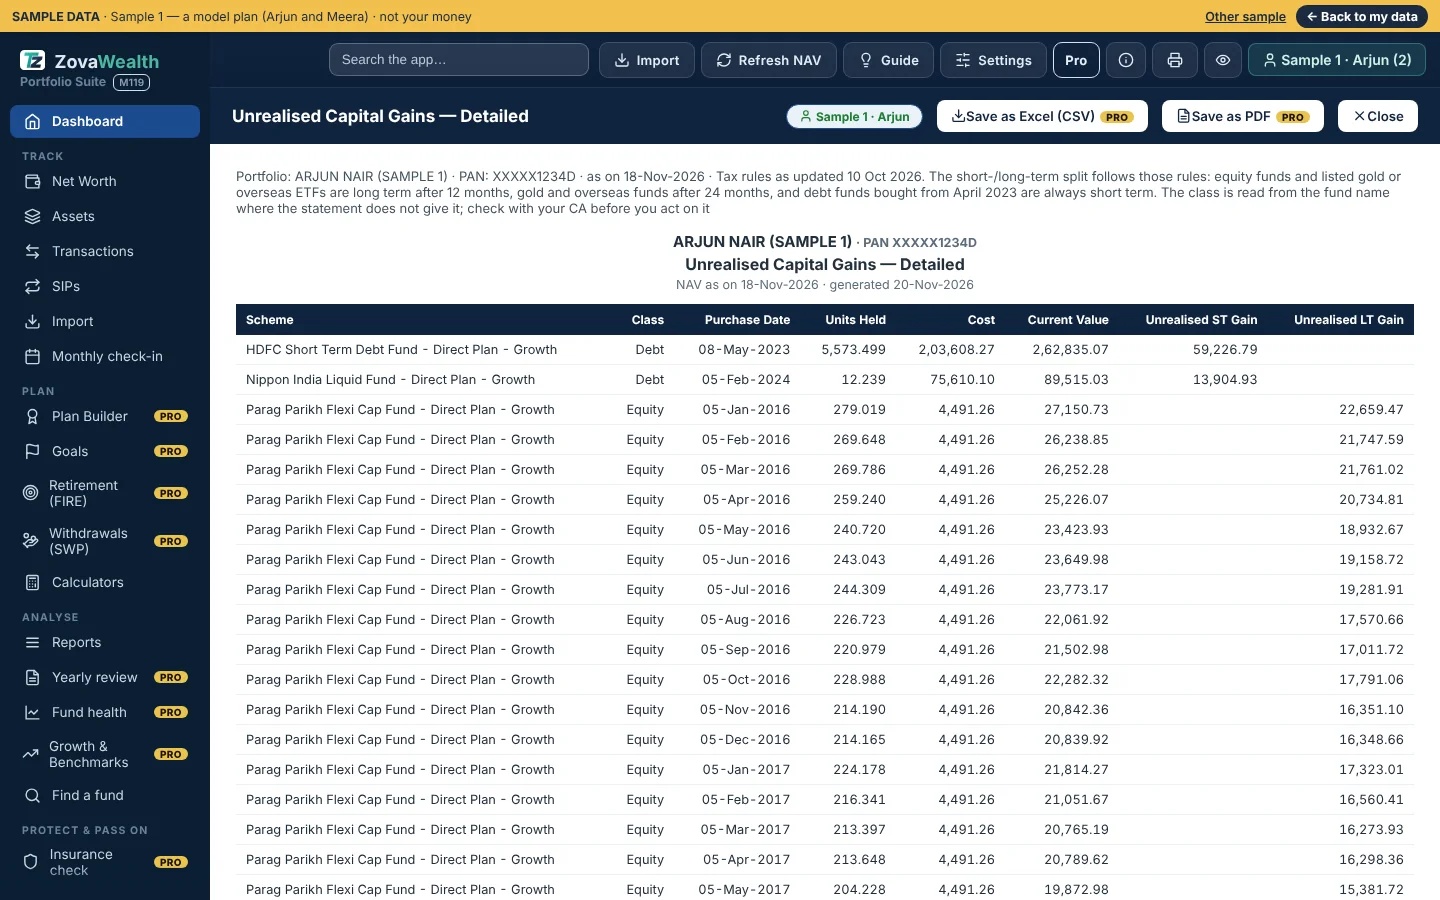 SAMPLE DATA · Sample 1 — a model plan (Arjun and Meera) · not your money
Other sample
← Back to my data
ZovaWealth
Portfolio Suite M119
Search the app...
Import
Refresh NAV
Guide
Settings
Pro
Sample 1 · Arjun (2)
Dashboard
TRACK
Net Worth
Assets
Transactions
SIPs
Import
Monthly check-in
PLAN
Plan Builder PRO
Goals PRO
Retirement (FIRE) PRO
Withdrawals (SWP) PRO
Calculators
ANALYSE
Reports
Yearly review PRO
Fund health PRO
Growth & Benchmarks PRO
Find a fund
PROTECT & PASS ON
Insurance check PRO
Unrealised Capital Gains — Detailed
Sample 1 · Arjun
Save as Excel (CSV) PRO
Save as PDF PRO
Close
Portfolio: ARJUN NAIR (SAMPLE 1) · PAN: XXXXX1234D · as on 18-Nov-2026 · Tax rules as updated 10 Oct 2026. The short-/long-term split follows those rules: equity funds and listed gold or
overseas ETFs are long term after 12 months, gold and overseas funds after 24 months, and debt funds bought from April 2023 are always short term. The class is read from the fund name
where the statement does not give it; check with your CA before you act on it
ARJUN NAIR (SAMPLE 1) · PAN XXXXX1234D
Unrealised Capital Gains — Detailed
NAV as on 18-Nov-2026 · generated 20-Nov-2026
Scheme Class Purchase Date Units Held Cost Current Value Unrealised ST Gain Unrealised LT Gain
HDFC Short Term Debt Fund - Direct Plan - Growth Debt 08-May-2023 5,573.499 2,03,608.27 2,62,835.07 59,226.79
Nippon India Liquid Fund - Direct Plan - Growth Debt 05-Feb-2024 12.239 75,610.10 89,515.03 13,904.93
Parag Parikh Flexi Cap Fund - Direct Plan - Growth Equity 05-Jan-2016 279.019 4,491.26 27,150.73 22,659.47
Parag Parikh Flexi Cap Fund - Direct Plan - Growth Equity 05-Feb-2016 269.648 4,491.26 26,238.85 21,747.59
Parag Parikh Flexi Cap Fund - Direct Plan - Growth Equity 05-Mar-2016 269.786 4,491.26 26,252.28 21,761.02
Parag Parikh Flexi Cap Fund - Direct Plan - Growth Equity 05-Apr-2016 259.240 4,491.26 25,226.07 20,734.81
Parag Parikh Flexi Cap Fund - Direct Plan - Growth Equity 05-May-2016 240.720 4,491.26 23,423.93 18,932.67
Parag Parikh Flexi Cap Fund - Direct Plan - Growth Equity 05-Jun-2016 243.043 4,491.26 23,649.98 19,158.72
Parag Parikh Flexi Cap Fund - Direct Plan - Growth Equity 05-Jul-2016 244.309 4,491.26 23,773.17 19,281.91
Parag Parikh Flexi Cap Fund - Direct Plan - Growth Equity 05-Aug-2016 226.723 4,491.26 22,061.92 17,570.66
Parag Parikh Flexi Cap Fund - Direct Plan - Growth Equity 05-Sep-2016 220.979 4,491.26 21,502.98 17,011.72
Parag Parikh Flexi Cap Fund - Direct Plan - Growth Equity 05-Oct-2016 228.988 4,491.26 22,282.32 17,791.06
Parag Parikh Flexi Cap Fund - Direct Plan - Growth Equity 05-Nov-2016 214.190 4,491.26 20,842.36 16,351.10
Parag Parikh Flexi Cap Fund - Direct Plan - Growth Equity 05-Dec-2016 214.165 4,491.26 20,839.92 16,348.66
Parag Parikh Flexi Cap Fund - Direct Plan - Growth Equity 05-Jan-2017 224.178 4,491.26 21,814.27 17,323.01
Parag Parikh Flexi Cap Fund - Direct Plan - Growth Equity 05-Feb-2017 216.341 4,491.26 21,051.67 16,560.41
Parag Parikh Flexi Cap Fund - Direct Plan - Growth Equity 05-Mar-2017 213.397 4,491.26 20,765.19 16,273.93
Parag Parikh Flexi Cap Fund - Direct Plan - Growth Equity 05-Apr-2017 213.648 4,491.26 20,789.62 16,298.36
Parag Parikh Flexi Cap Fund - Direct Plan - Growth Equity 05-May-2017 204.228 4,491.26 19,872.98 15,381.72